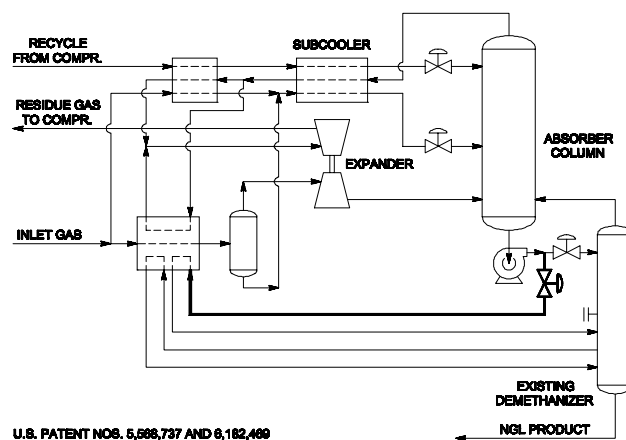 RECYCLE
FROM COMPR.
SUBCOOLER
RESIDUE GAS
TO COMPR.
ABSORBER
COLUMN
EXPANDER
INLET GAS
EXISTING
DEMETHANIZER
NGL PRODUCT
U.S. PATENT NOS. 5,568,737 AND 6,182,469